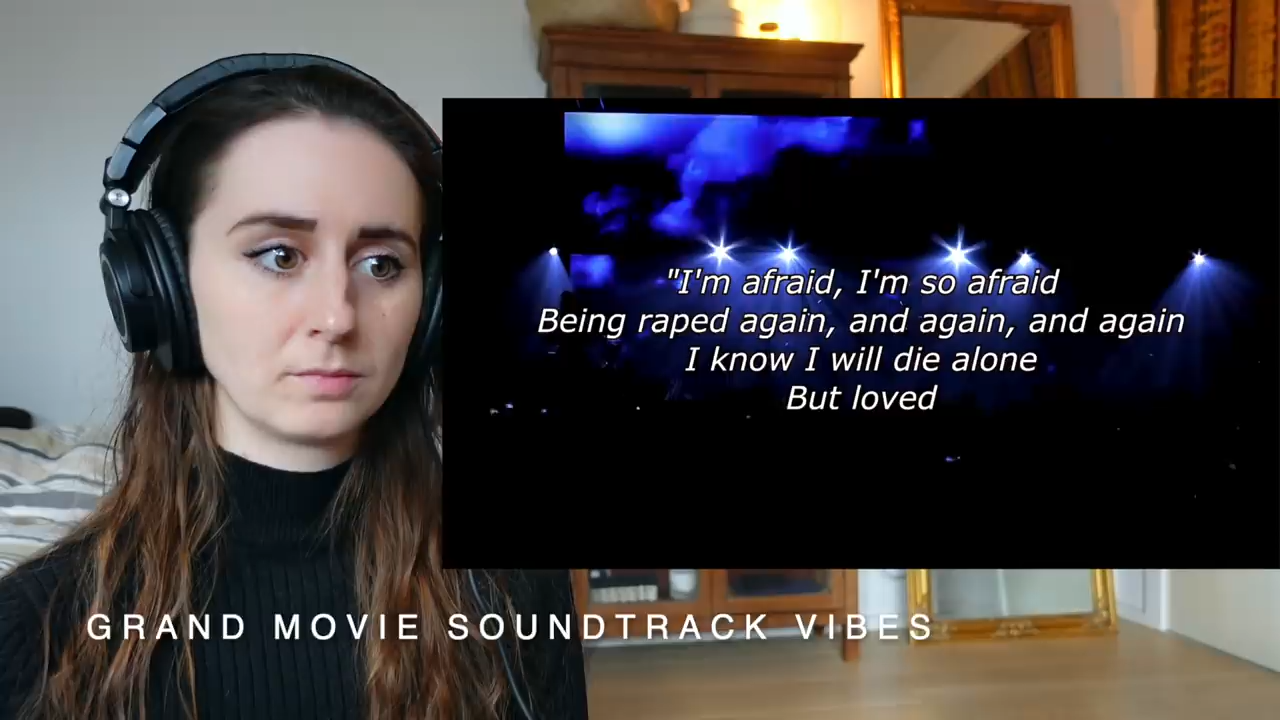 "I'm afraid, I'm so afraid
Being raped again, and again, and again
I know I will die alone
But loved
GRAND MOVIE SOUNDTRACK VIBES